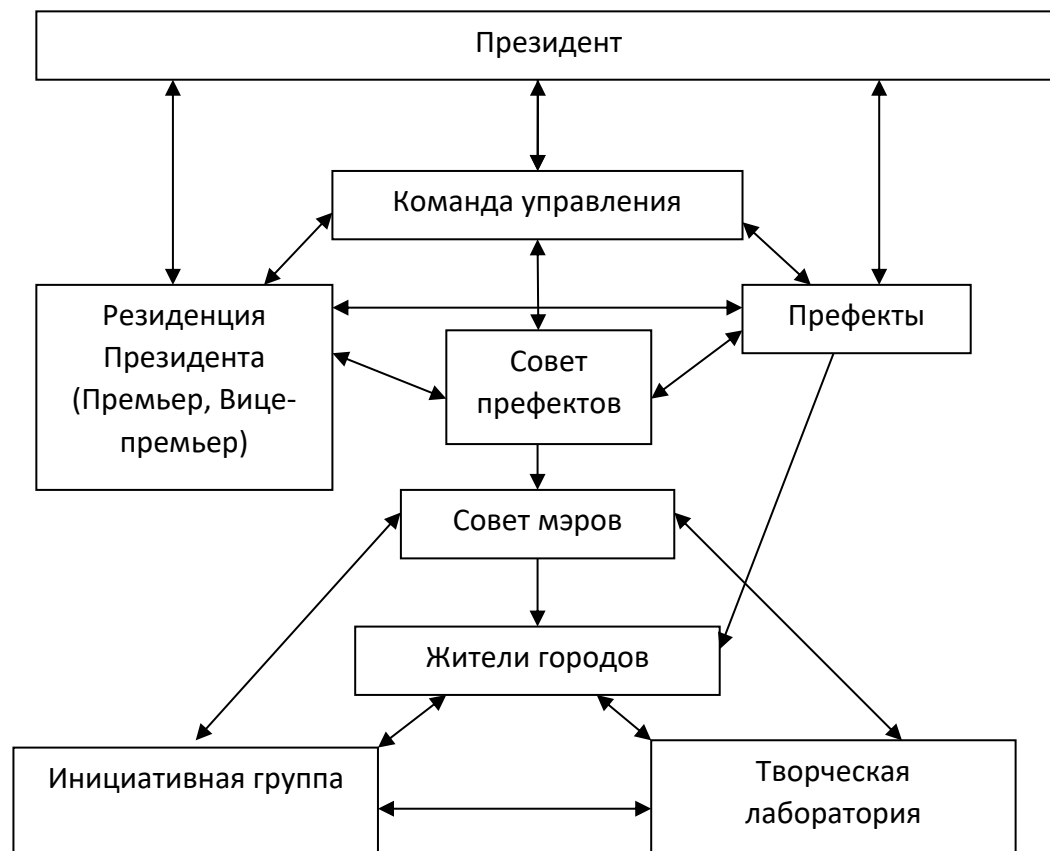 Президент
Команда управления
Резиденция
Президента
(Премьер, Вице-
премьер)
Префекты
Совет
префектов
Совет мэров
Жители городов
Инициативная группа
Творческая
лаборатория